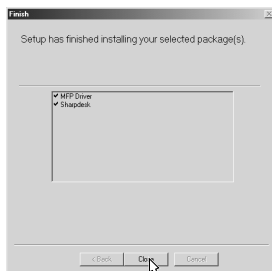 Finish
Setup has finished installing your selected package(s).
MFP Driver
Sharpdesk
< Back
Close
Cancel